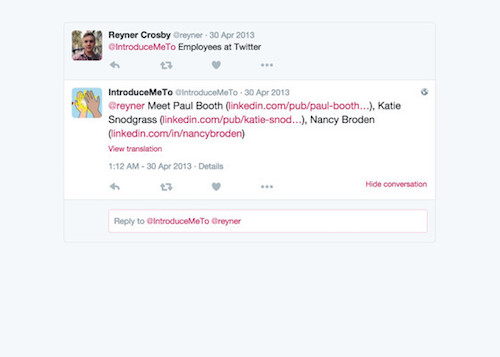 Reyner Crosby @reyner · 30 Apr 2013
@IntroduceMeTo Employees at Twitter
IntroduceMeTo @IntroduceMeTo · 30 Apr 2013
@reyner Meet Paul Booth (linkedin.com/pub/paul-booth…), Katie
Snodgrass (linkedin.com/pub/katie-snod…), Nancy Broden
(linkedin.com/in/nancybroden)
View translation
1:12 AM - 30 Apr 2013 · Details
Hide conversation
Reply to @IntroduceMeTo @reyner